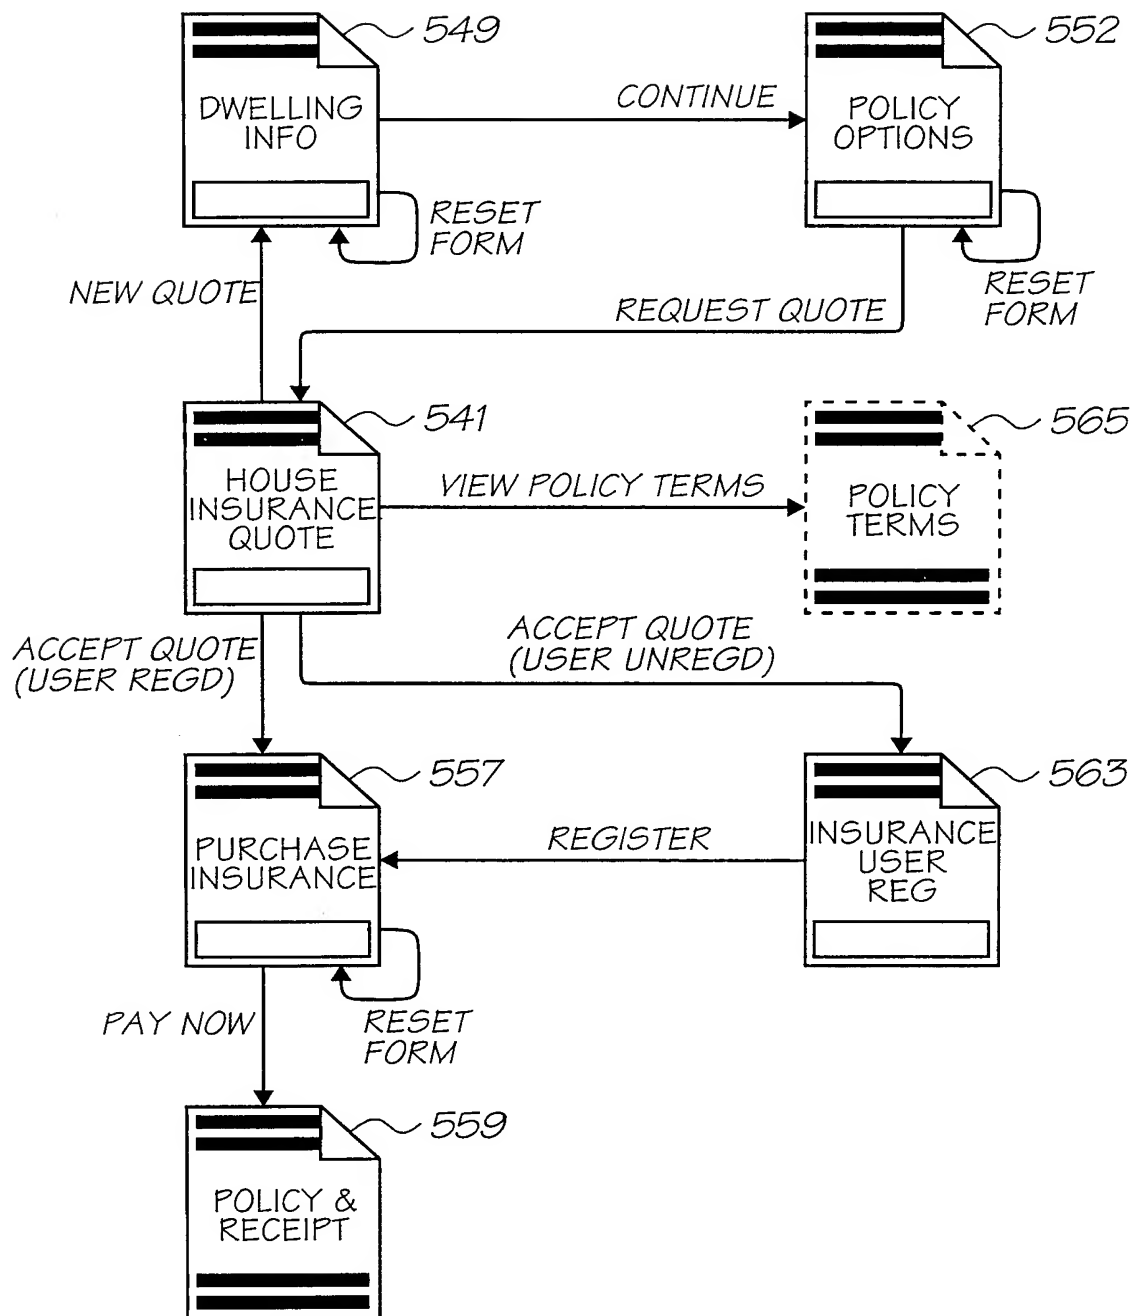 549
552
DWELLING
INFO
CONTINUE
POLICY
OPTIONS
RESET
FORM
RESET
FORM
NEW QUOTE
REQUEST QUOTE
541
565
HOUSE
INSURANCE
QUOTE
VIEW POLICY TERMS
POLICY
TERMS
ACCEPT QUOTE
(USER REGD)
ACCEPT QUOTE
(USER UNREGD)
557
563
PURCHASE
INSURANCE
REGISTER
INSURANCE
USER
REG
PAY NOW
RESET
FORM
559
POLICY &
RECEIPT